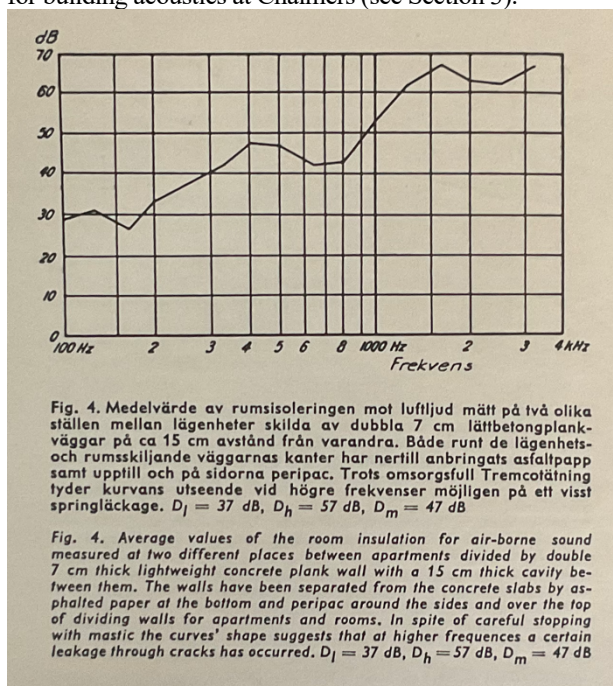 for building acoustics at Chalmers (see Section 5).
dB
70
60
50
40
30
20
10
0
100 Hz 2 3 4 5 6 8 1000 Hz 2 3 4 kHz
Frekvens
Fig. 4. Medelvärde av rumsisoleringen mot luftljud mätt på två olika
ställen mellan lägenheter skilda av dubbla 7 cm lättbetongplank-
väggar på ca 15 cm avstånd från varandra. Både runt de lägenhets-
och rumsskiljande väggarnas kanter har nertill anbringats asfaltpapp
samt upptill och på sidorna peripac. Trots omsorgsfull Tremcotätning
tyder kurvans utseende vid högre frekvenser möjligen på ett visst
springläckage. Dl = 37 dB, Dh = 57 dB, Dm = 47 dB
Fig. 4. Average values of the room insulation for air-borne sound
measured at two different places between apartments divided by double
7 cm thick lightweight concrete plank wall with a 15 cm thick cavity be-
tween them. The walls have been separated from the concrete slabs by as-
phalted paper at the bottom and peripac around the sides and over the top
of dividing walls for apartments and rooms. In spite of careful stopping
with mastic the curves' shape suggests that at higher frequences a certain
leakage through cracks has occurred. Dl = 37 dB, Dh = 57 dB, Dm = 47 dB